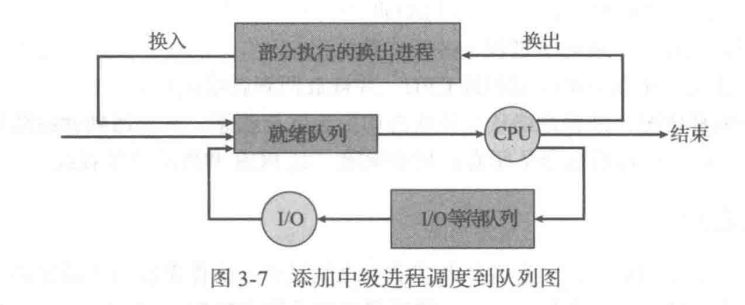 换入
部分执行的换出进程
换出
就绪队列
CPU
结束
I/O
I/O等待队列
图 3-7 添加中级进程调度到队列图